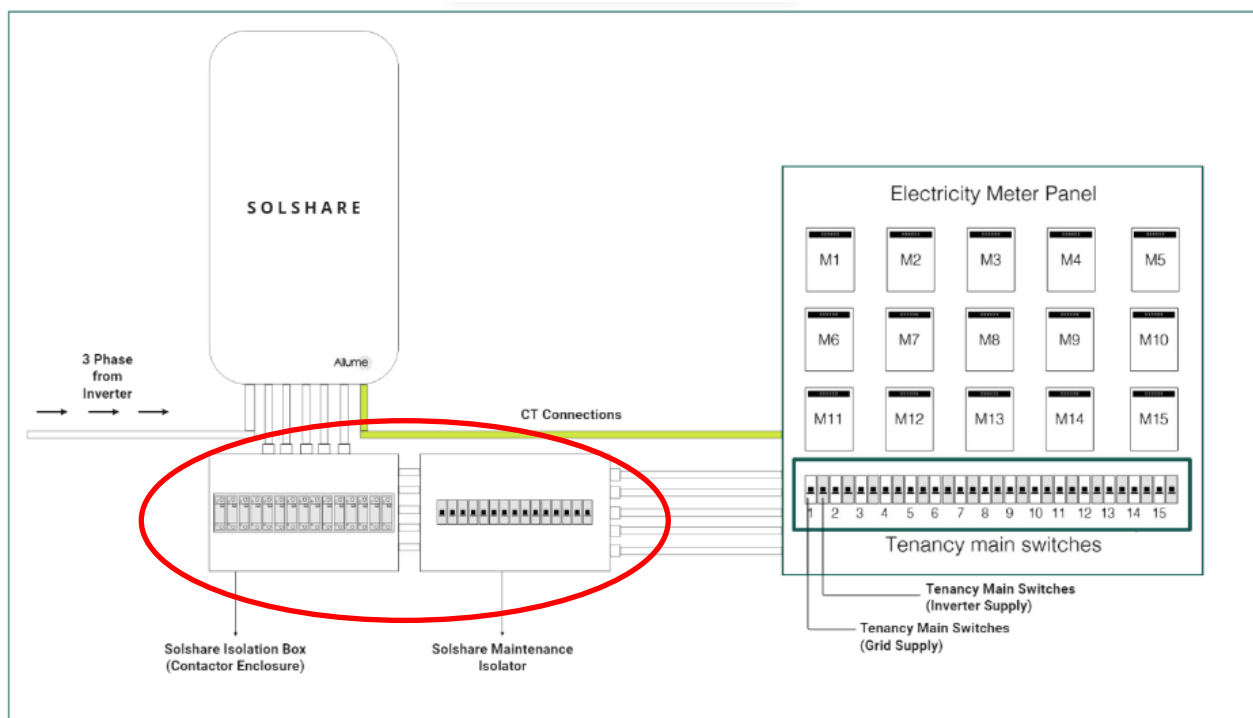 SOLSHARE
Allume
3 Phase
from
Inverter
CT Connections
Electricity Meter Panel
M1 M2 M3 M4 M5
M6 M7 M8 M9 M10
M11 M12 M13 M14 M15
1 2 3 4 5 6 7 8 9 10 11 12 13 14 15
Tenancy main switches
Tenancy Main Switches
(Inverter Supply)
Tenancy Main Switches
(Grid Supply)
Solshare Isolation Box
(Contactor Enclosure)
Solshare Maintenance
Isolator